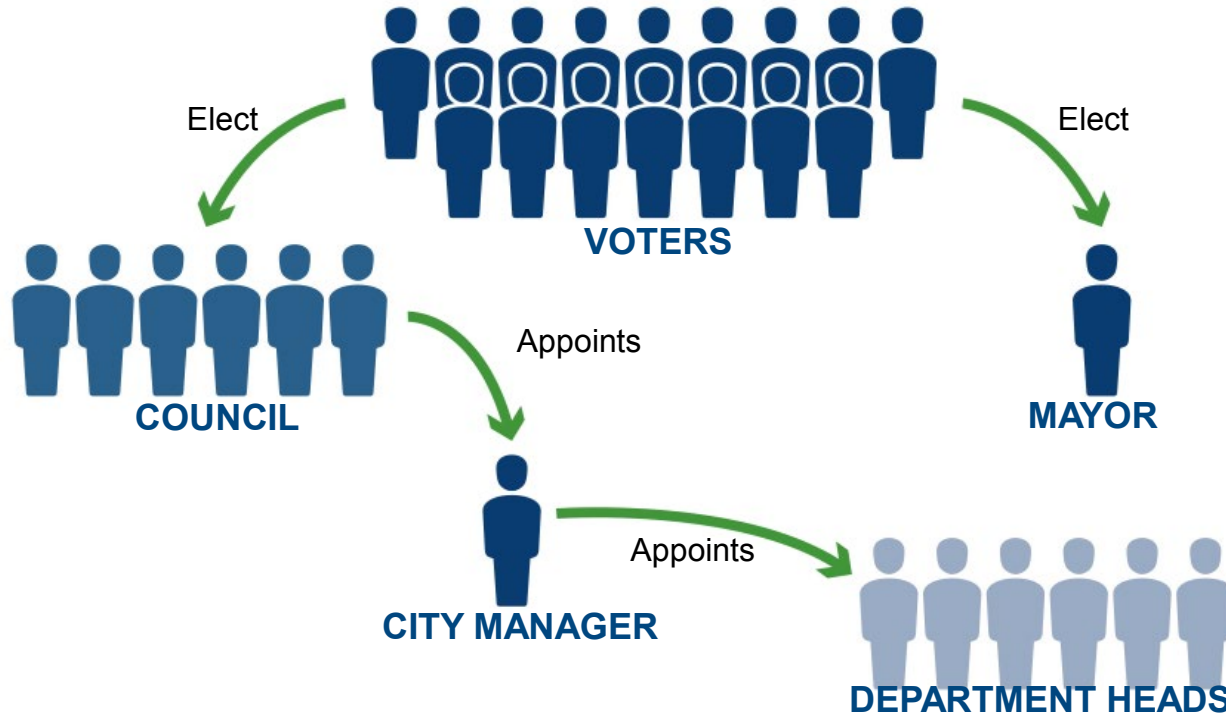 Elect
Elect
VOTERS
Appoints
COUNCIL
MAYOR
Appoints
CITY MANAGER
DEPARTMENT HEADS